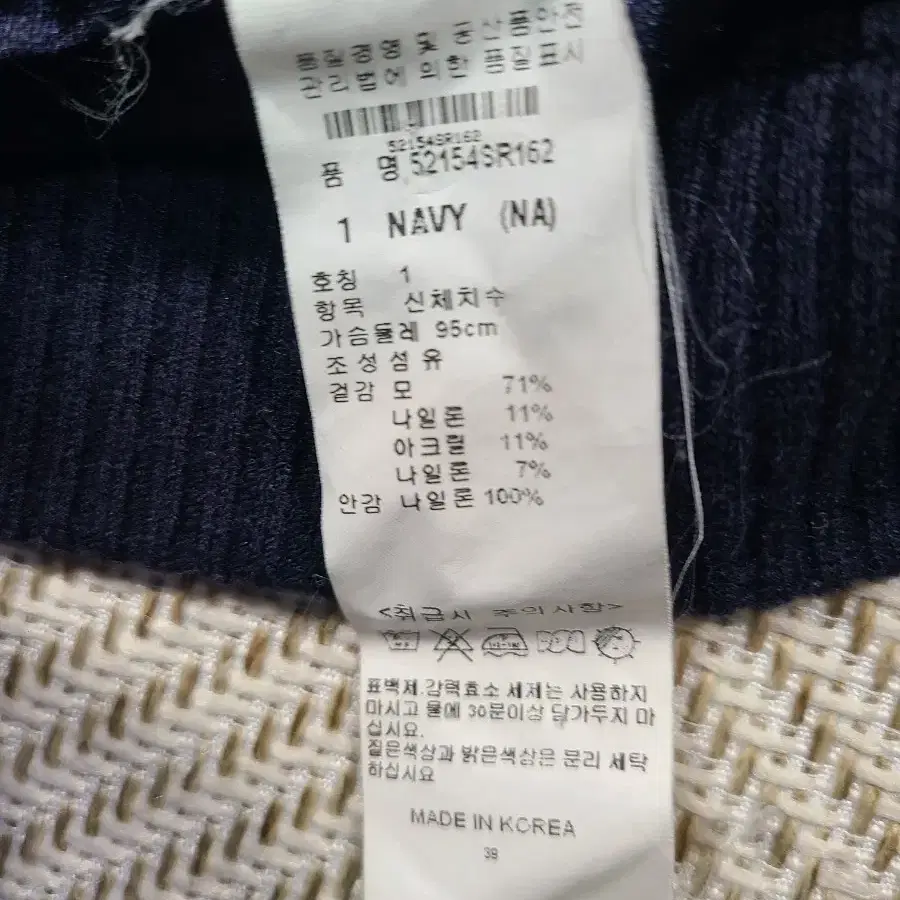 품질경영 및 공산품안전
관리법에 의한 품질표시
52154SR162
품 명, 52154SR162
1 NAVY (NA)
호칭 1
항목 신체치수
가슴둘레 95cm
조성섬유
겉감 모 71%
나일론 11%
아크릴 11%
나일론 7%
안감 나일론 100%
<취급시 주의사항>
표백제.강력효소 세제는 사용하지
마시고 물에 30분이상 담가두지 마
십시요.
짙은색상과 밝은색상은 분리 세탁
하십시요
MADE IN KOREA
39